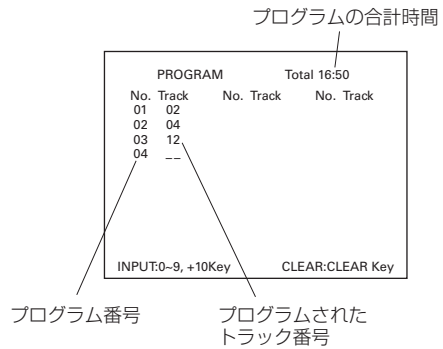 プログラムの合計時間
PROGRAM Total 16:50
No. Track No. Track No. Track
01 02
02 04
03 12
04 _ _
INPUT:0~9, +10Key CLEAR:CLEAR Key
プログラム番号 プログラムされた
トラック番号